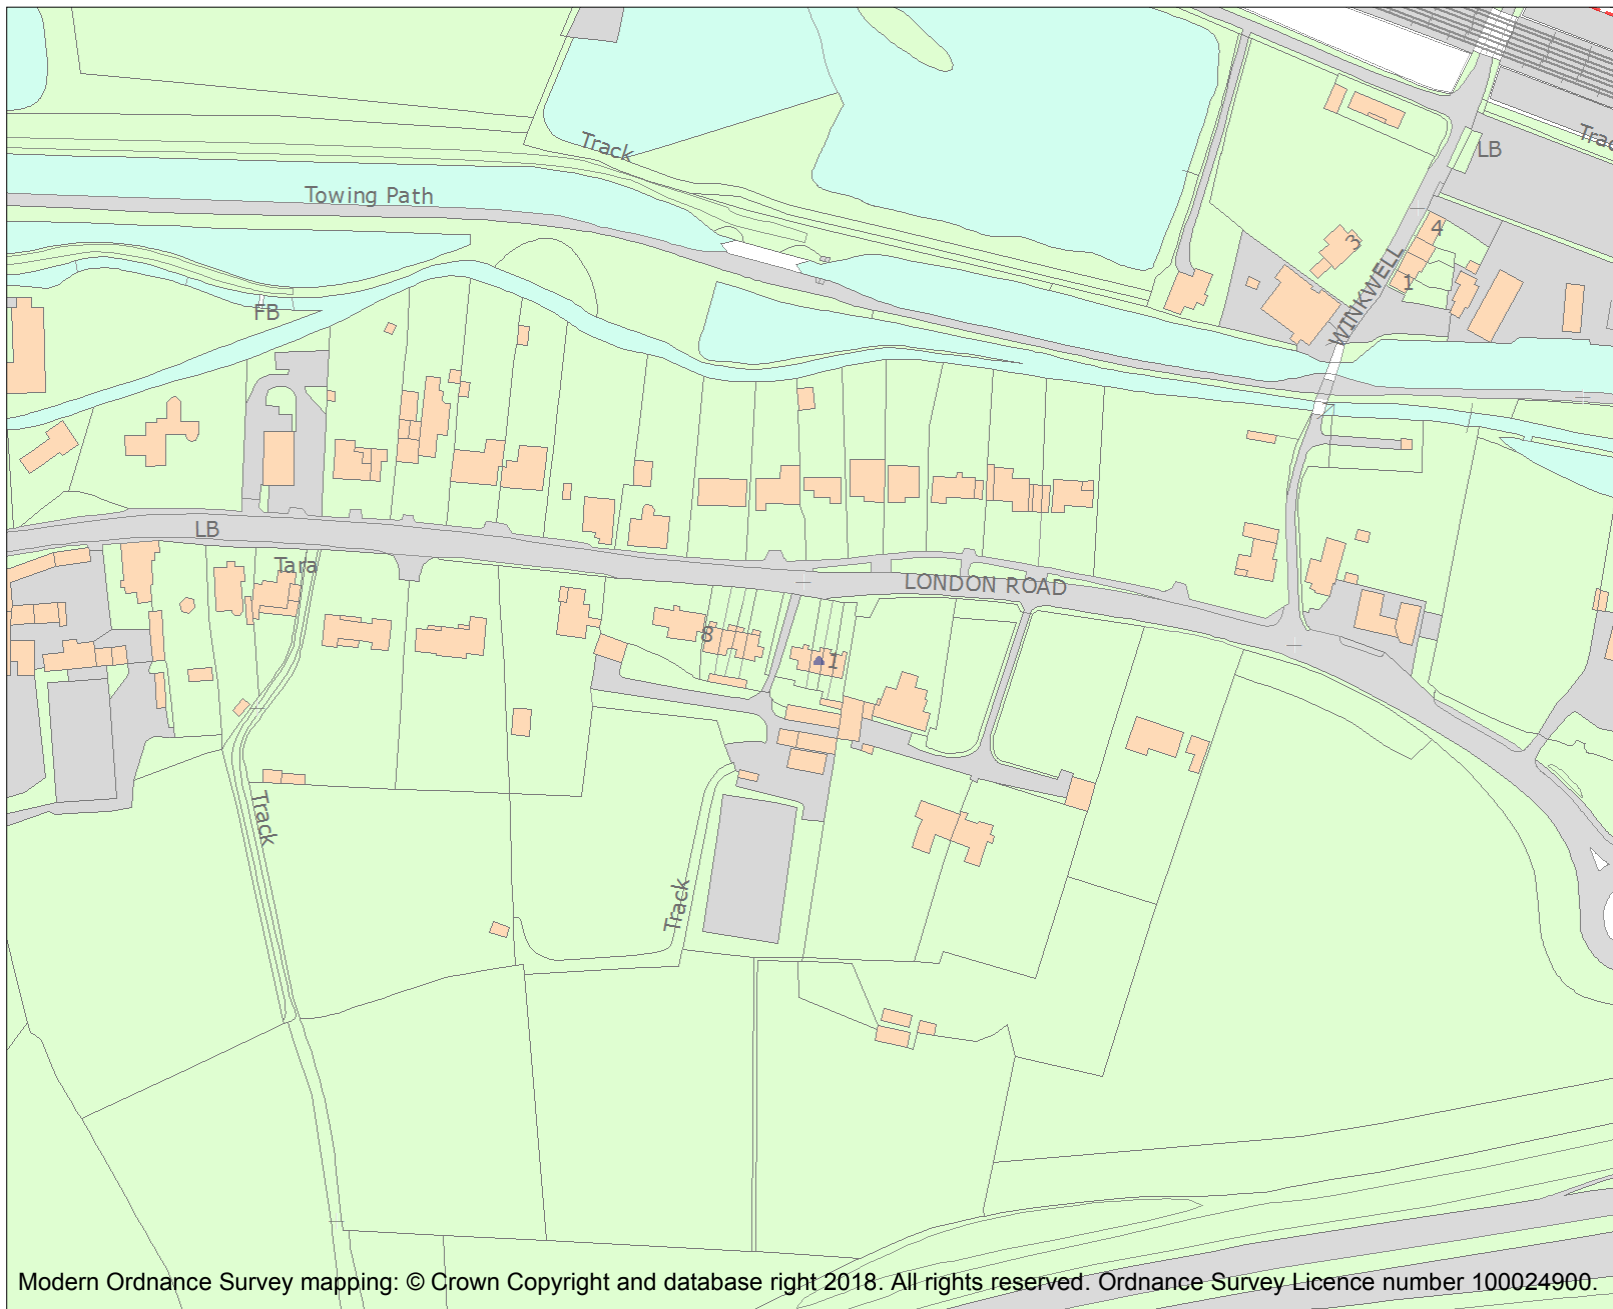 Track
Trac
LB
Towing Path
4
3
1
WINKWELL
FB
LB
Tara
LONDON ROAD
8
1
Track
Track
Modern Ordnance Survey mapping: © Crown Copyright and database right 2018. All rights reserved. Ordnance Survey Licence number 100024900.